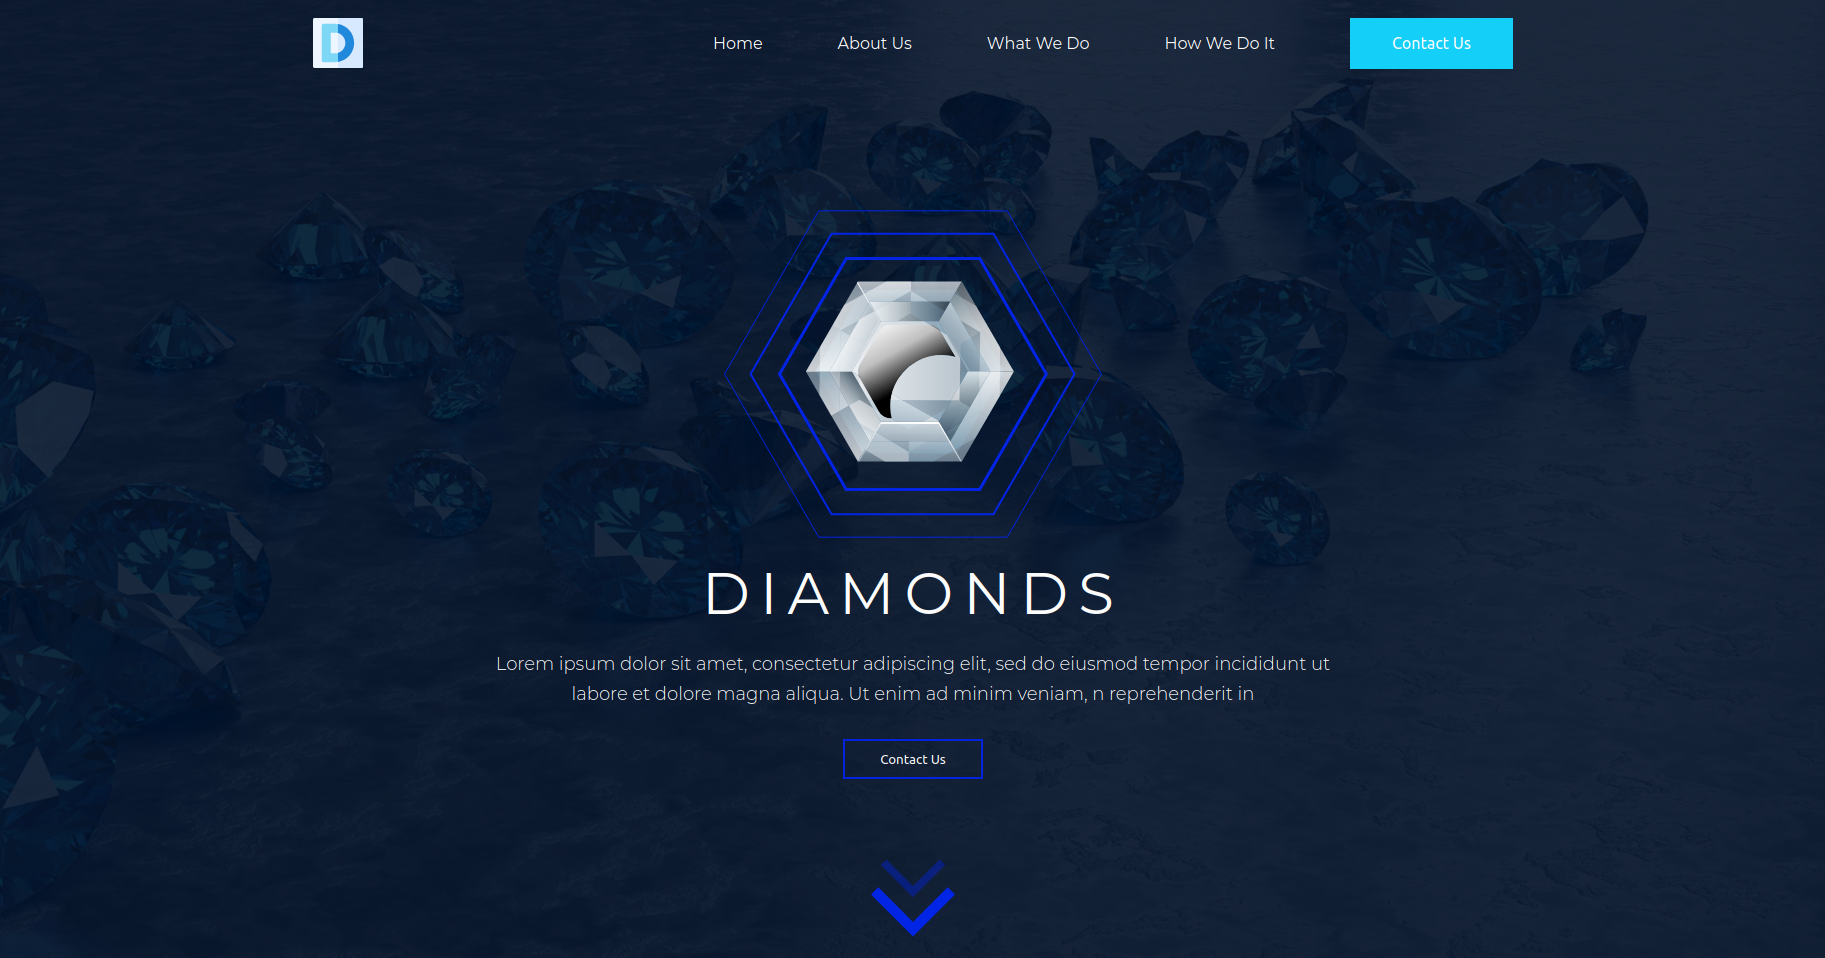 D
Home
About Us
What We Do
How We Do It
Contact Us
DIAMONDS
Lorem ipsum dolor sit amet, consectetur adipiscing elit, sed do eiusmod tempor incididunt ut
labore et dolore magna aliqua. Ut enim ad minim veniam, n reprehenderit in
Contact Us